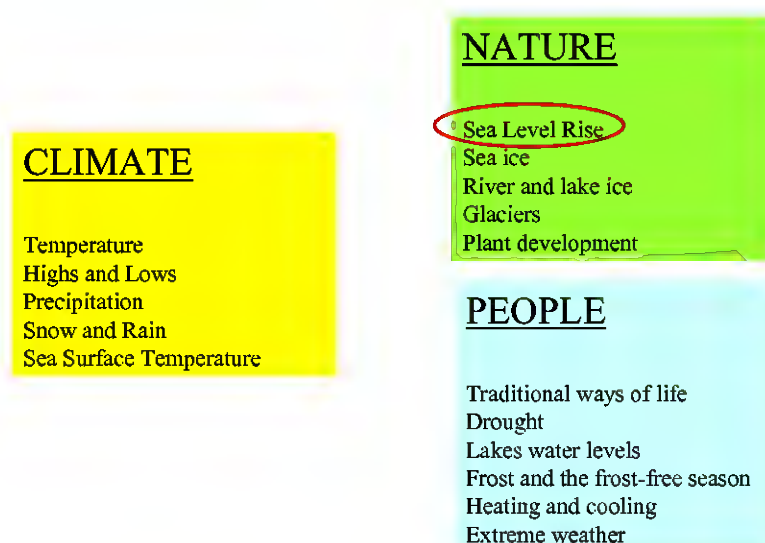 CLIMATE
Temperature
Highs and Lows
Precipitation
Snow and Rain
Sea Surface Temperature
NATURE
Sea Level Rise
Sea ice
River and lake ice
Glaciers
Plant development
PEOPLE
Traditional ways of life
Drought
Lakes water levels
Frost and the frost-free season
Heating and cooling
Extreme weather